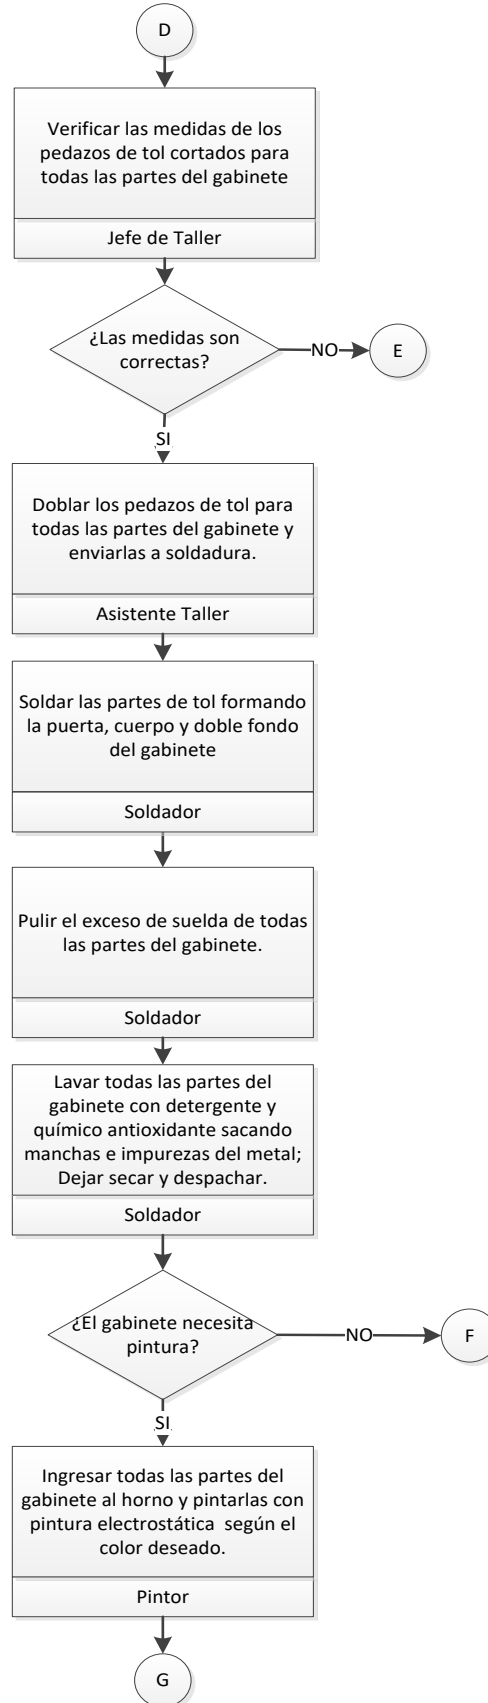 D
Verificar las medidas de los
pedazos de tol cortados para
todas las partes del gabinete
Jefe de Taller
¿Las medidas son
correctas?
NO
E
SI
Doblar los pedazos de tol para
todas las partes del gabinete y
enviarlas a soldadura.
Asistente Taller
Soldar las partes de tol formando
la puerta, cuerpo y doble fondo
del gabinete
Soldador
Pulir el exceso de suelda de todas
las partes del gabinete.
Soldador
Lavar todas las partes del
gabinete con detergente y
químico antioxidante sacando
manchas e impurezas del metal;
Dejar secar y despachar.
Soldador
¿El gabinete necesita
pintura?
NO
F
SI
Ingresar todas las partes del
gabinete al horno y pintarlas con
pintura electrostática según el
color deseado.
Pintor
G